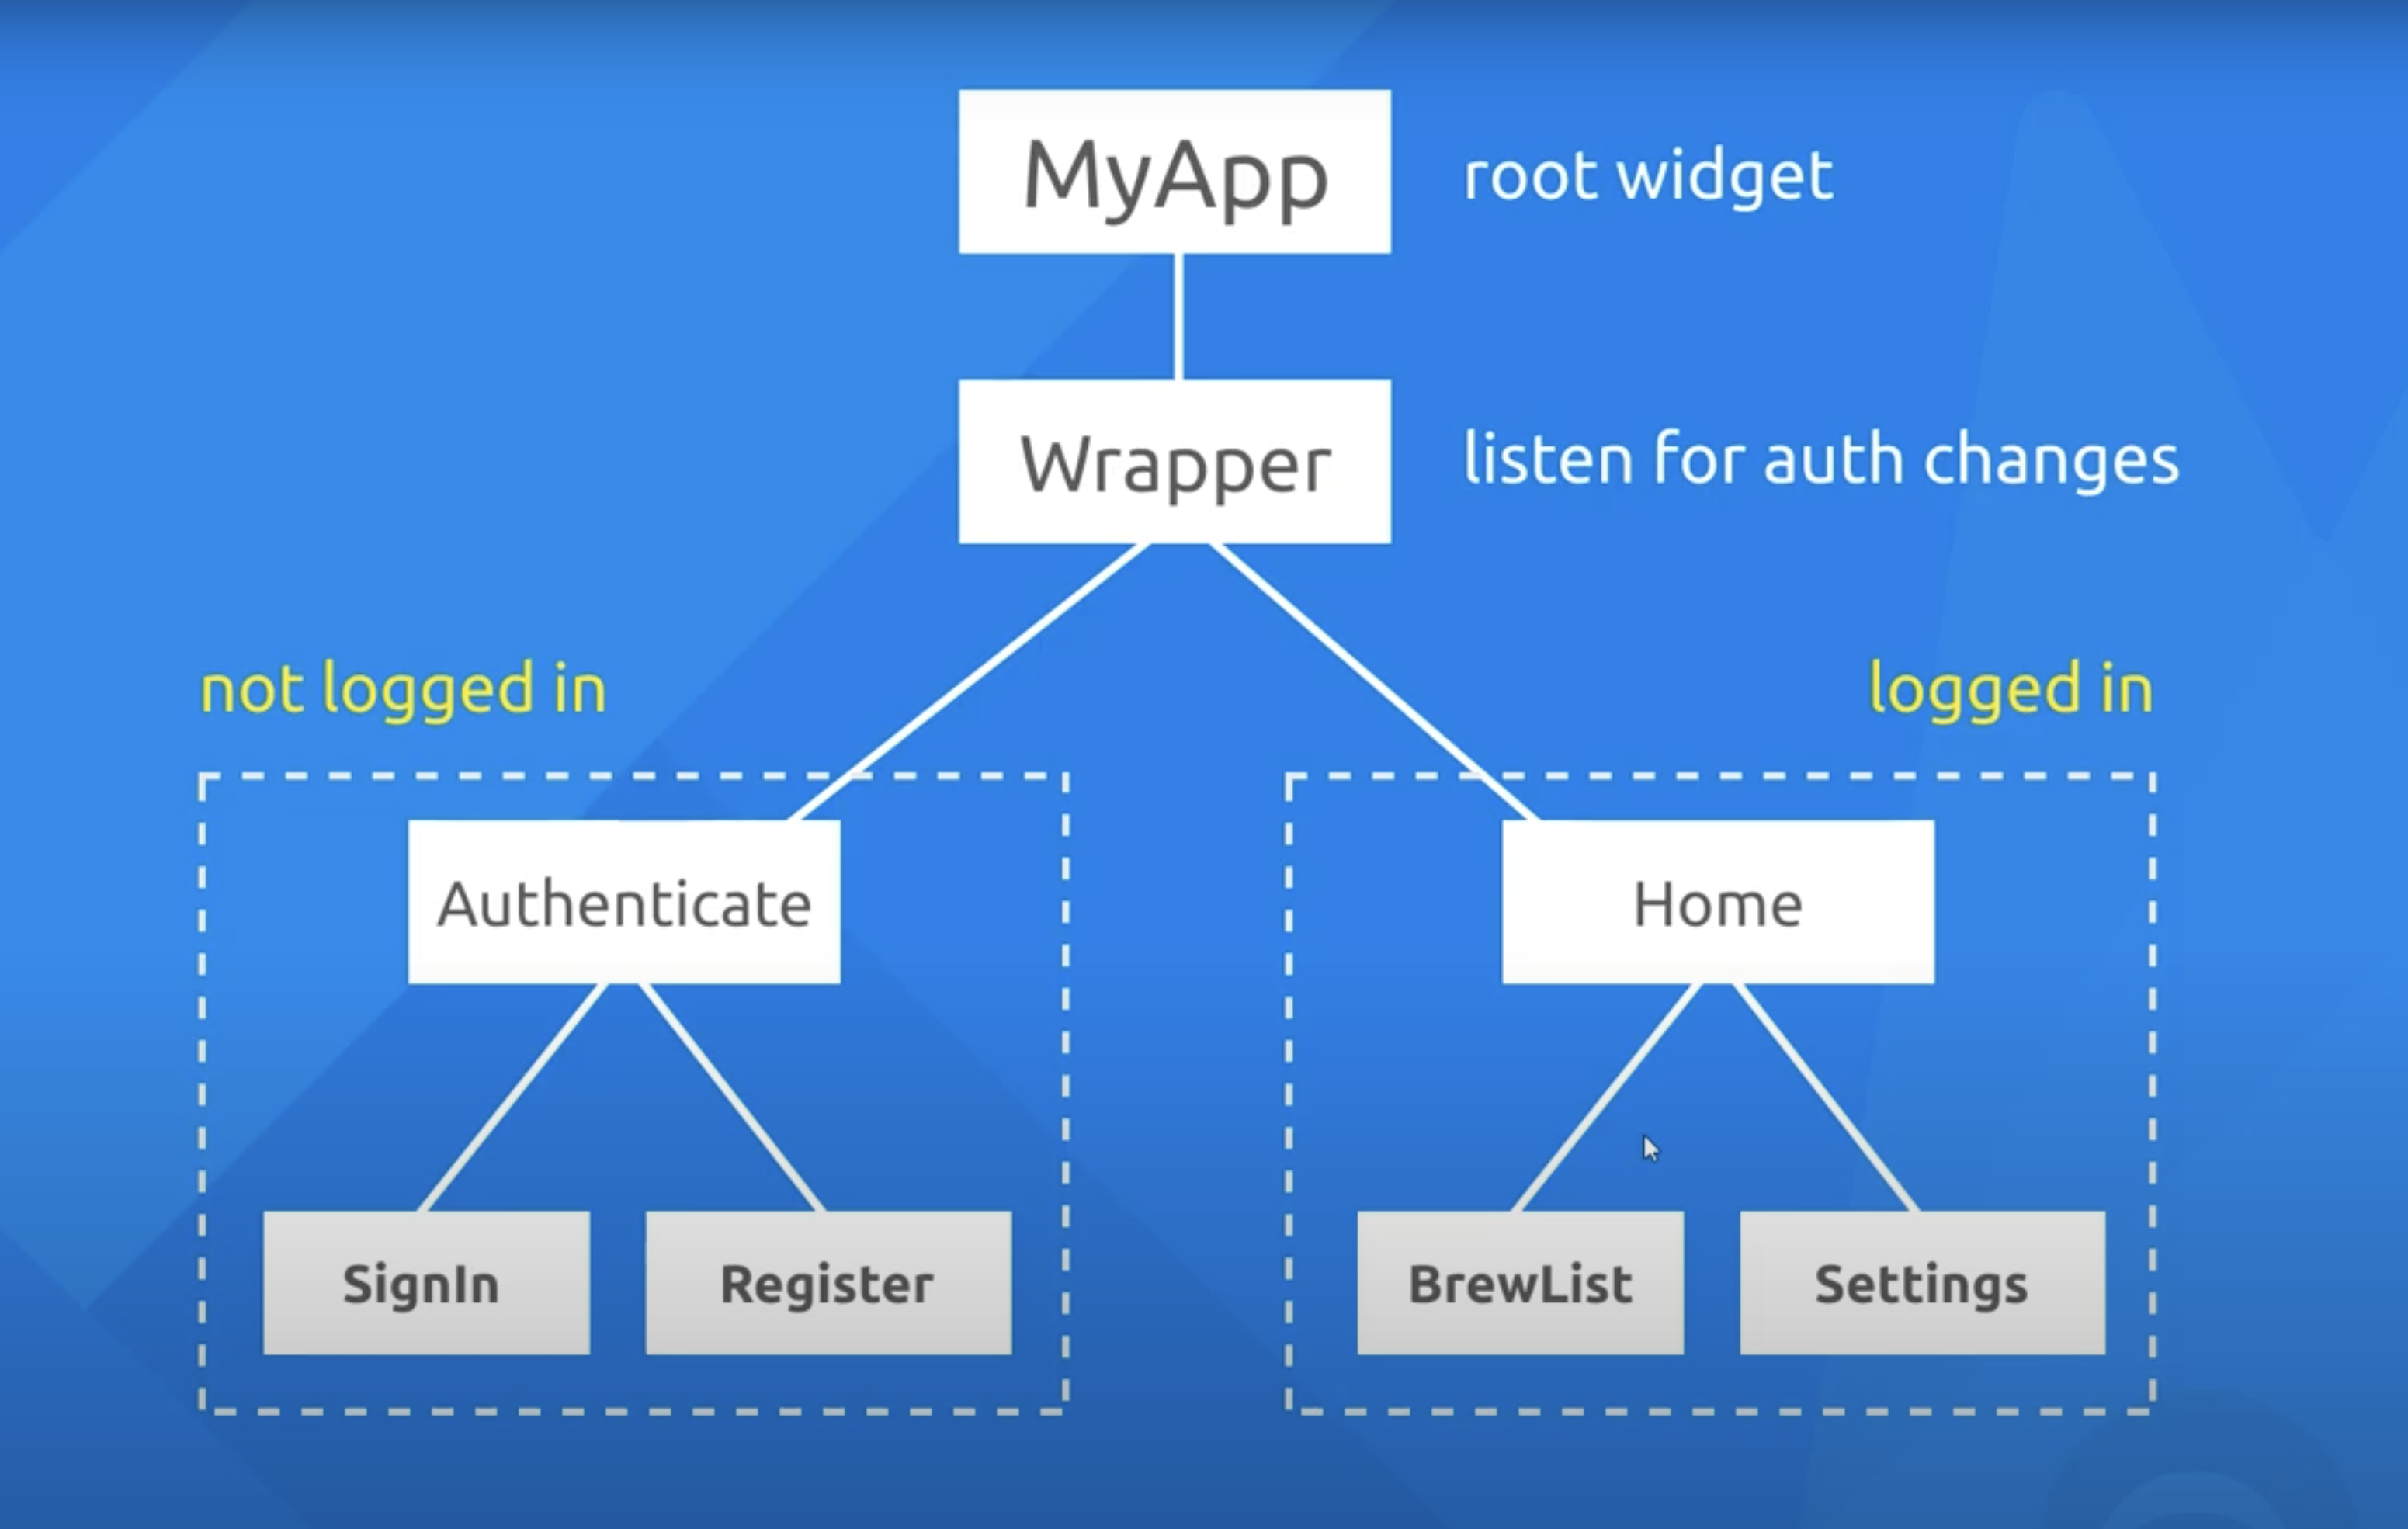 MyApp
root widget
Wrapper
listen for auth changes
not logged in
logged in
Authenticate
Home
SignIn
Register
BrewList
Settings